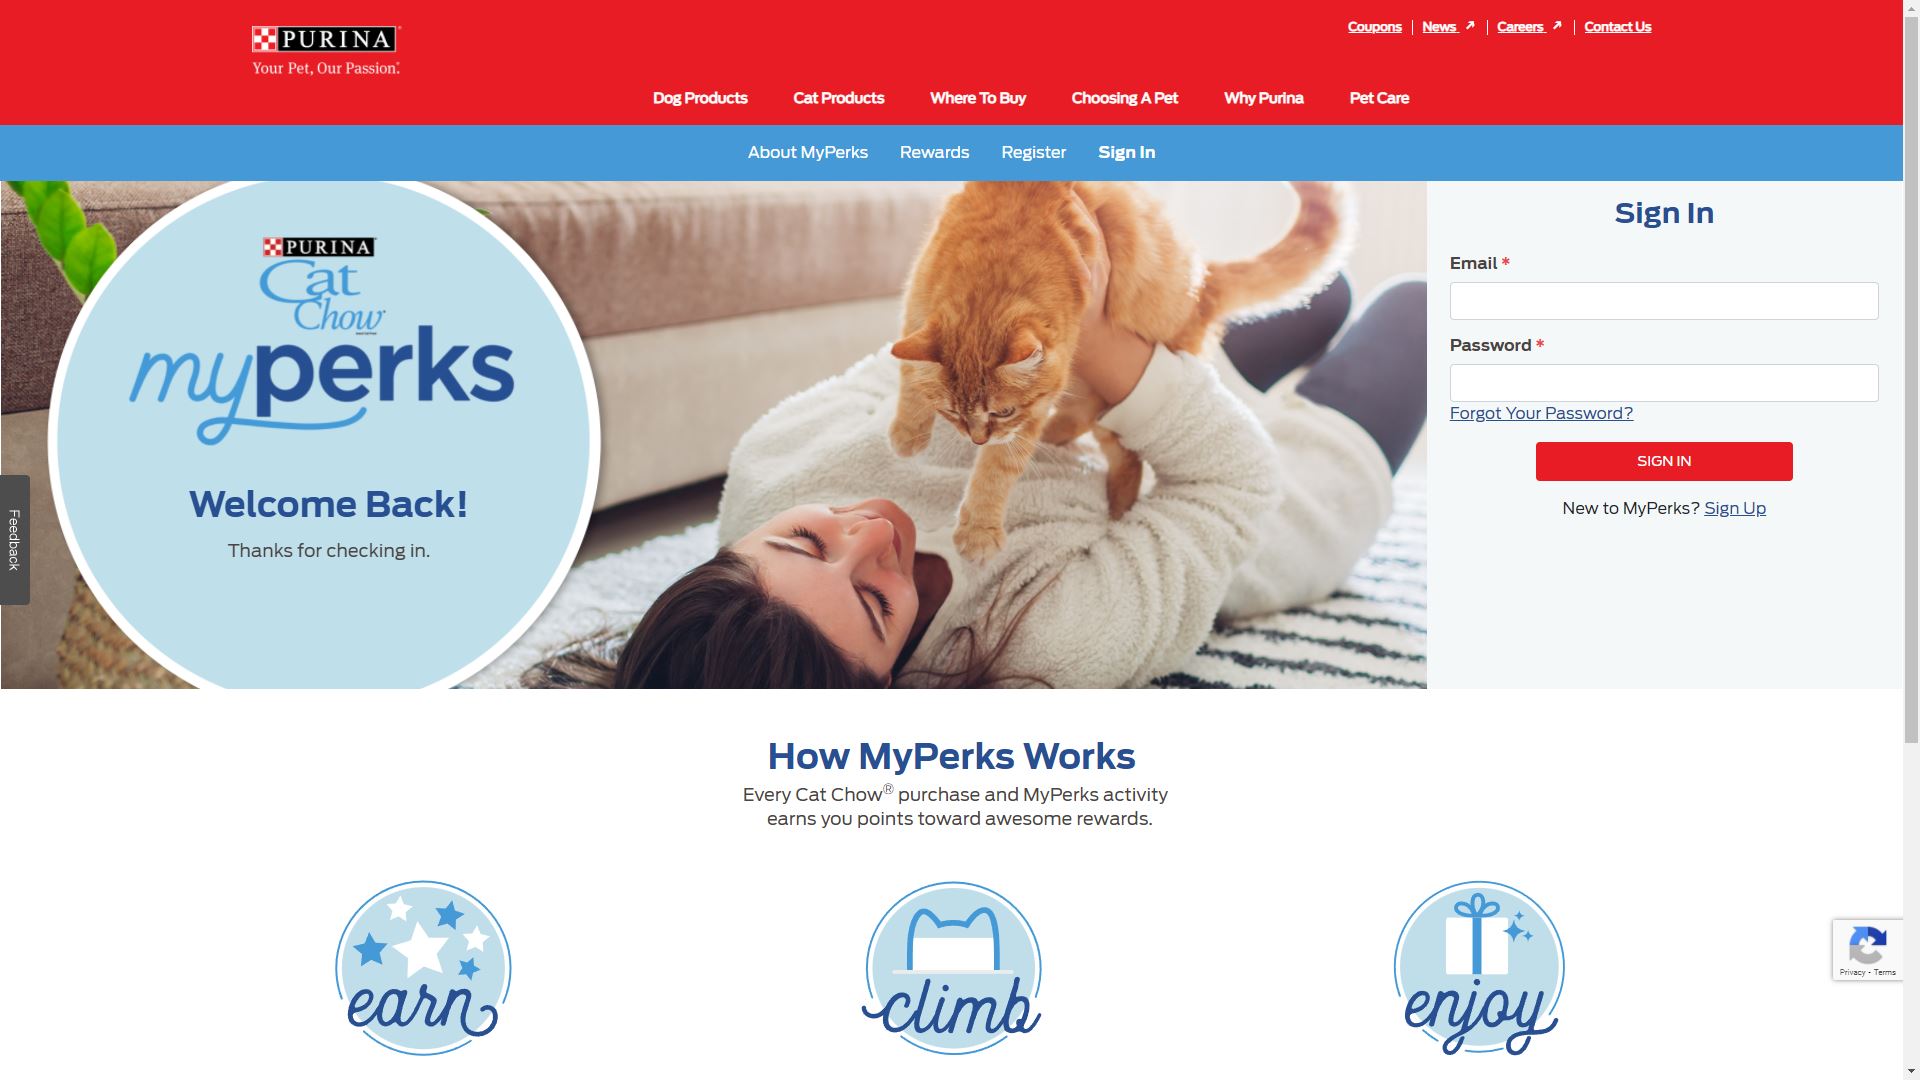 PURINA
Your Pet, Our Passion.
Coupons
News
Careers
Contact Us
Dog Products
Cat Products
Where To Buy
Choosing A Pet
Why Purina
Pet Care
About MyPerks
Rewards
Register
Sign In
PURINA
Cat
Chow
myperks
Welcome Back!
Thanks for checking in.
Sign In
Email *
Password *
Forgot Your Password?
SIGN IN
New to MyPerks? Sign Up
Feedback
How MyPerks Works
Every Cat Chow® purchase and MyPerks activity
earns you points toward awesome rewards.
earn
climb
enjoy
Privacy - Terms